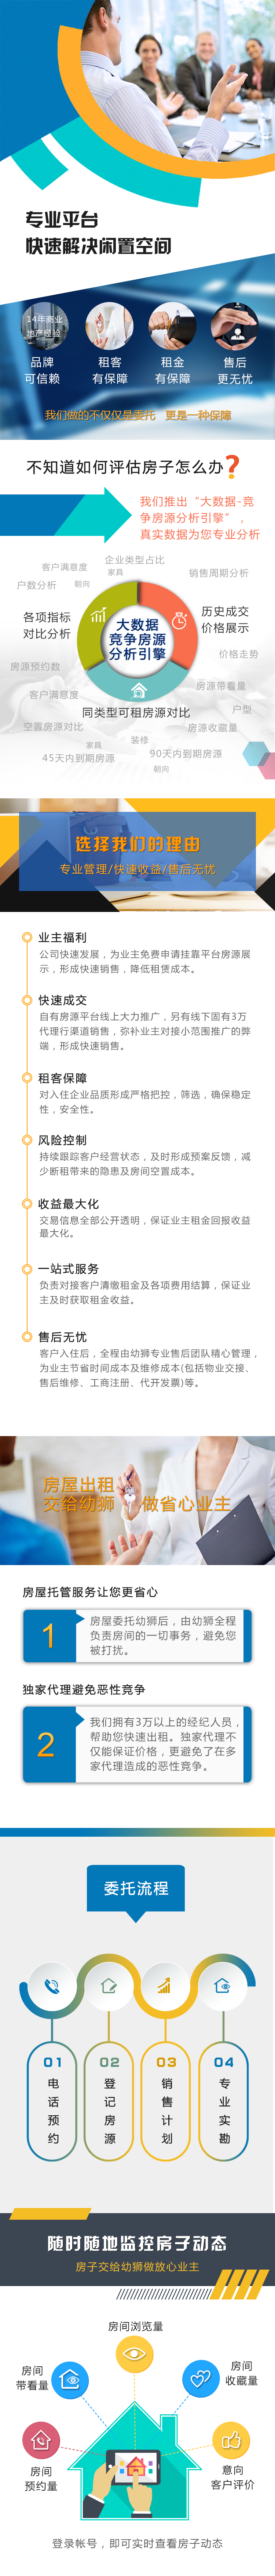 专业平台
快速解决闲置空间
14年商业
地产经验
品牌
可信赖
租客
有保障
租金
有保障
售后
更无忧
我们做的不仅仅是委托 更是一种保障
不知道如何评估房子怎么办?
我们推出“大数据-竞
争房源分析引擎”,
真实数据为您专业分析
企业类型占比
客户满意度
家具
销售周期分析
户数分析
朝向
各项指标
对比分析
大数据
竞争房源
分析引擎
历史成交
价格展示
价格走势
房源预约数
房源带看量
客户满意度
户型
同类型可租房源对比
空置房源对比
房源收藏量
装修
家具
45天内到期房源
90天内到期房源
朝向
选择我们的理由
专业管理/快速收益/售后无忧
业主福利
公司快速发展,为业主免费申请挂靠平台房源展
示,形成快速销售,降低租赁成本。
快速成交
自有房源平台线上大力推广,另有线下固有3万
代理行渠道销售,弥补业主对接小范围推广的弊
端,形成快速销售。
租客保障
对入住企业品质形成严格把控,筛选,确保稳定
性,安全性。
风险控制
持续跟踪客户经营状态,及时形成预案反馈,减
少断租带来的隐患及房间空置成本。
收益最大化
交易信息全部公开透明,保证业主租金回报收益
最大化。
一站式服务
负责对接客户清缴租金及各项费用结算,保证业
主及时获取租金收益。
售后无忧
客户入住后,全程由幼狮专业售后团队精心管理,
为业主节省时间成本及维修成本(包括物业交接、
售后维修、工商注册、代开发票)等。
房屋出租
交给幼狮 做省心业主
房屋托管服务让您更省心
1
房屋委托幼狮后,由幼狮全程
负责房间的一切事务,避免您
被打扰。
独家代理避免恶性竞争
2
我们拥有3万以上的经纪人员,
帮助您快速出租。独家代理不
仅能保证价格,更避免了在多
家代理造成的恶性竞争。
委托流程
01
电话预约
02
登记房源
03
销售计划
04
专业实勘
随时随地监控房子动态
房子交给幼狮做放心业主
房间浏览量
房间
带看量
房间
收藏量
房间
预约量
意向
客户评价
登录帐号,即可实时查看房子动态